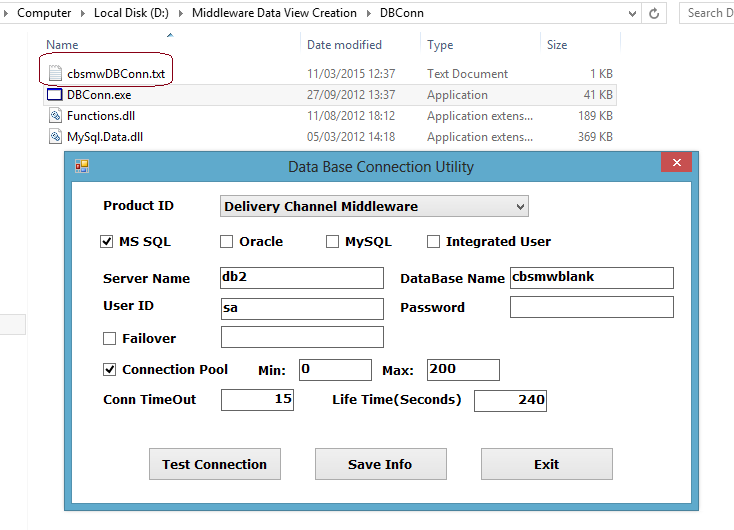 Computer Local Disk (D:) Middleware Data View Creation DBConn Search D
Name Date modified Type Size
cbsmwDBConn.txt 11/03/2015 12:37 Text Document 1 KB
DBConn.exe 27/09/2012 13:37 Application 41 KB
Functions.dll 11/08/2012 18:12 Application extens... 189 KB
MySql.Data.dll 05/03/2012 14:18 Application extens... 369 KB
Data Base Connection Utility
Product ID Delivery Channel Middleware
MS SQL Oracle MySQL Integrated User
Server Name db2 DataBase Name cbsmwblank
User ID sa Password
Failover
Connection Pool Min: 0 Max: 200
Conn TimeOut 15 Life Time(Seconds) 240
Test Connection Save Info Exit